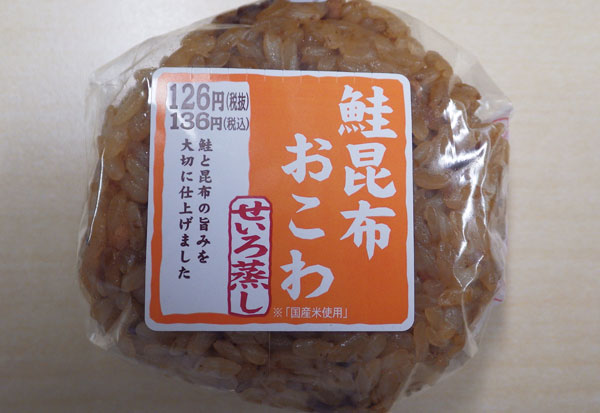 鮭昆布
おこわ
※「国産米使用」
せいろ蒸し
126円(税抜)
136円(税込)
鮭と昆布の旨みを
大切に仕上げました